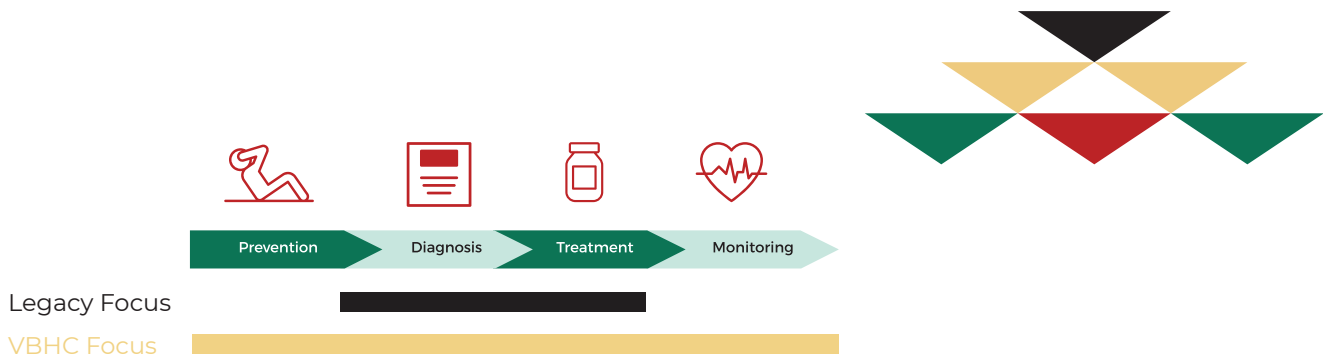 Prevention
Diagnosis
Treatment
Monitoring
Legacy Focus
VBHC Focus